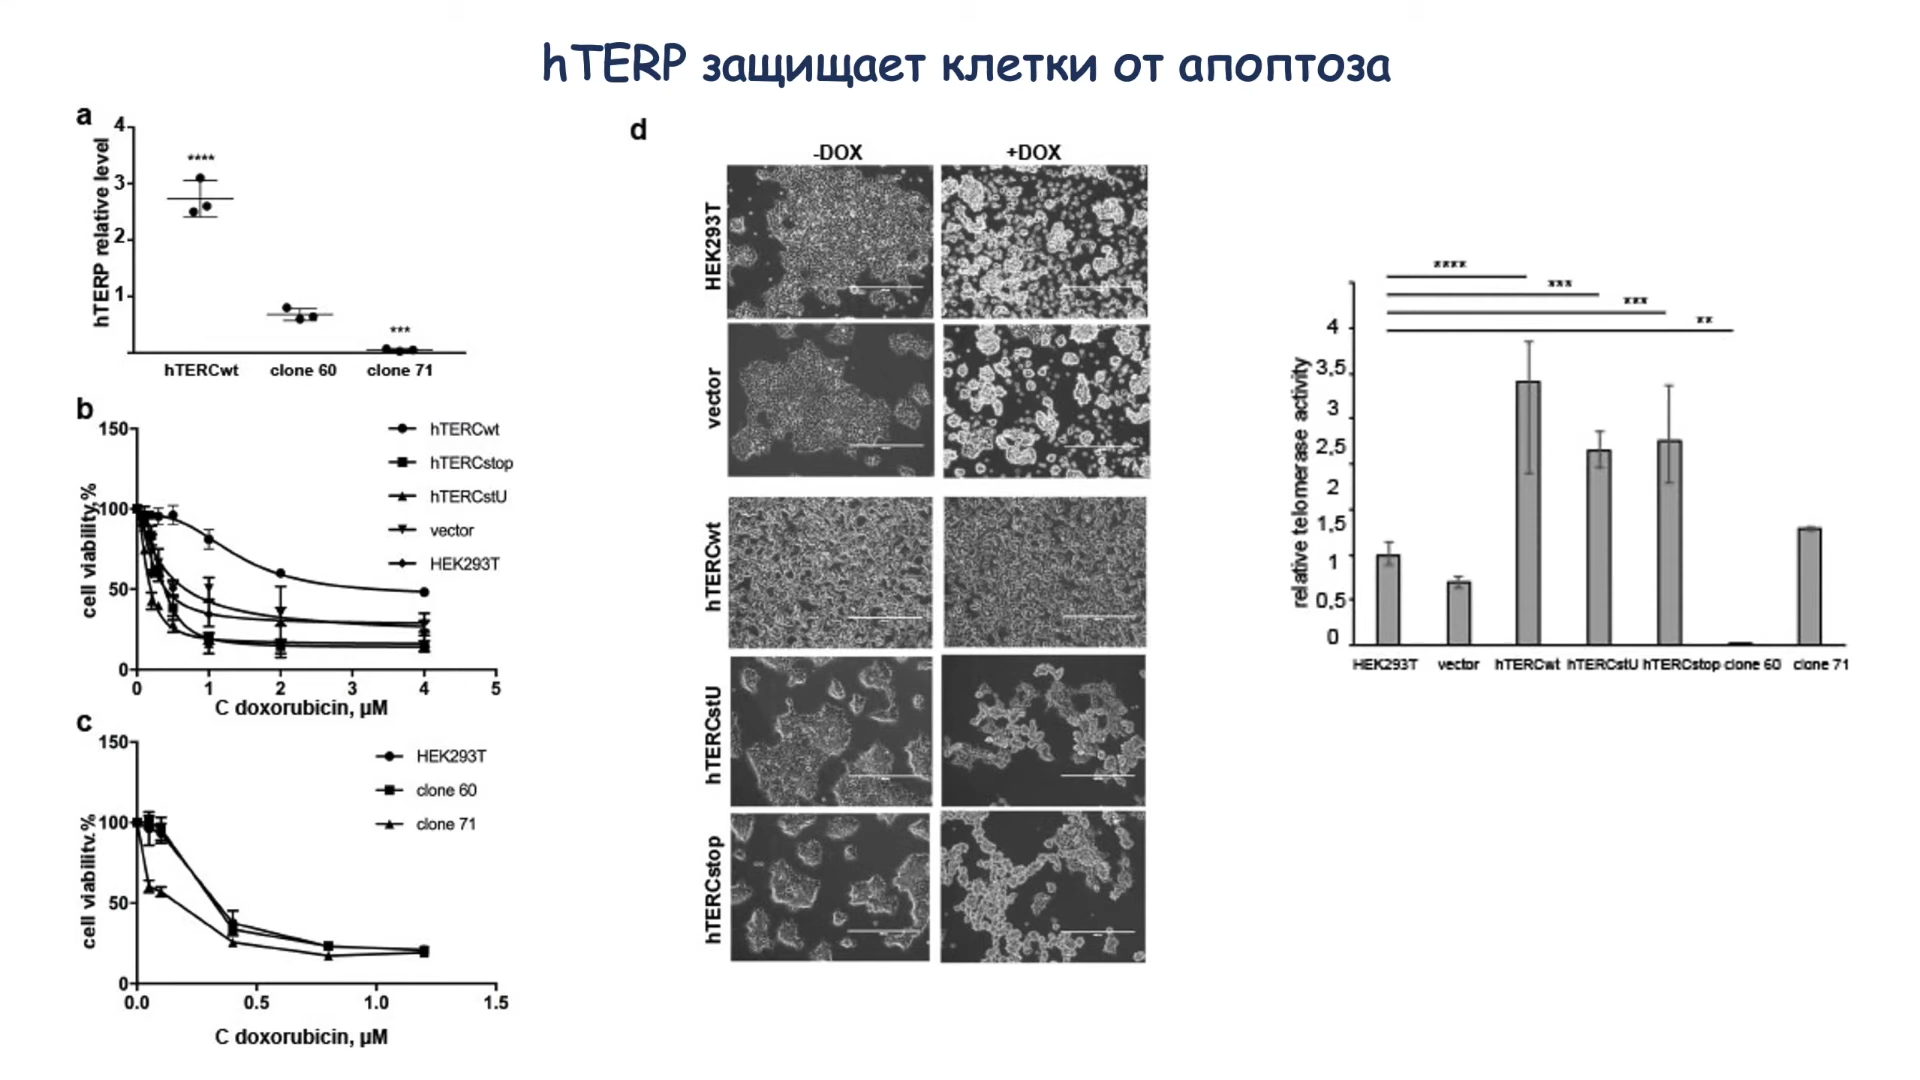 hTERP защищает клетки от апоптоза
a
hTERP relative level
4
3
2
1
****
***
hTERCwt
clone 60
clone 71
b
cell viability,%
150
100
50
0
0
1
2
3
4
5
C doxorubicin, µM
hTERCwt
hTERCstop
hTERCstU
vector
HEK293T
c
cell viability.%
150
100
50
0
0.0
0.5
1.0
1.5
C doxorubicin, µM
HEK293T
clone 60
clone 71
d
-DOX
+DOX
HEK293T
vector
hTERCwt
hTERCstU
hTERCstop
relative telomerase activity
****
***
***
**
4
3,5
3
2,5
2
1,5
1
0,5
0
HEK293T
vector
hTERCwt
hTERCstU
hTERCstop
clone 60
clone 71